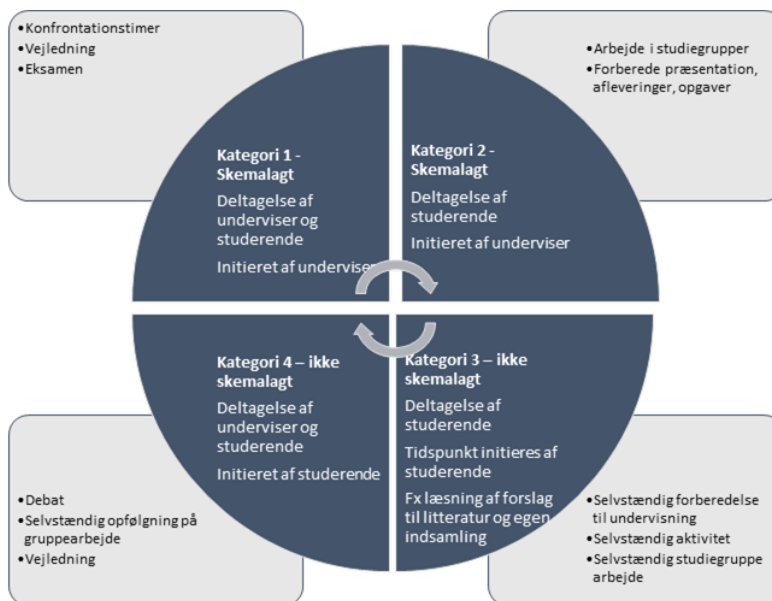 •Konfrontationstimer
•Vejledning
•Eksamen
•Arbejde i studiegrupper
•Forberede præsentation,
afleveringer, opgaver
Kategori 1 -
Skemalagt
Deltagelse af
underviser og
studerende
Initieret af underviser
Kategori 2 -
Skemalagt
Deltagelse af
studerende
Initieret af underviser
Kategori 4 – ikke
skemalagt
Deltagelse af
underviser og
studerende
Initieret af studerende
Kategori 3 – ikke
skemalagt
Deltagelse af
studerende
Tidspunkt initieres af
studerende
Fx læsning af forslag
til litteratur og egen
indsamling
•Debat
•Selvstændig opfølgning på
gruppearbejde
•Vejledning
•Selvstændig forberedelse
til undervisning
•Selvstændig aktivitet
•Selvstændig studiegruppe
arbejde